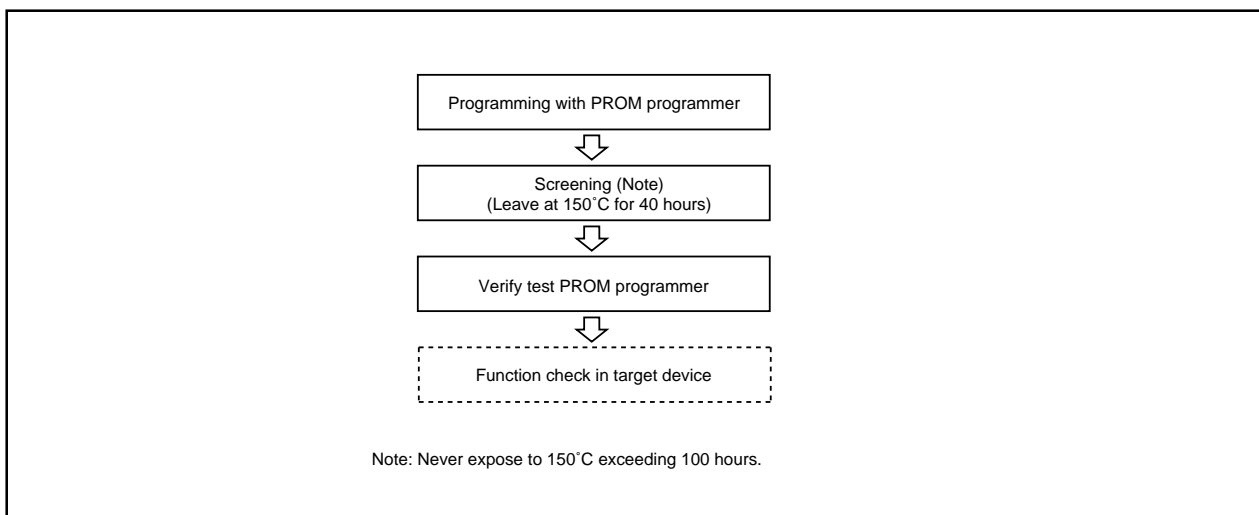 Programming with PROM programmer
Screening (Note)
(Leave at 150˚C for 40 hours)
Verify test PROM programmer
Function check in target device
Note: Never expose to 150˚C exceeding 100 hours.